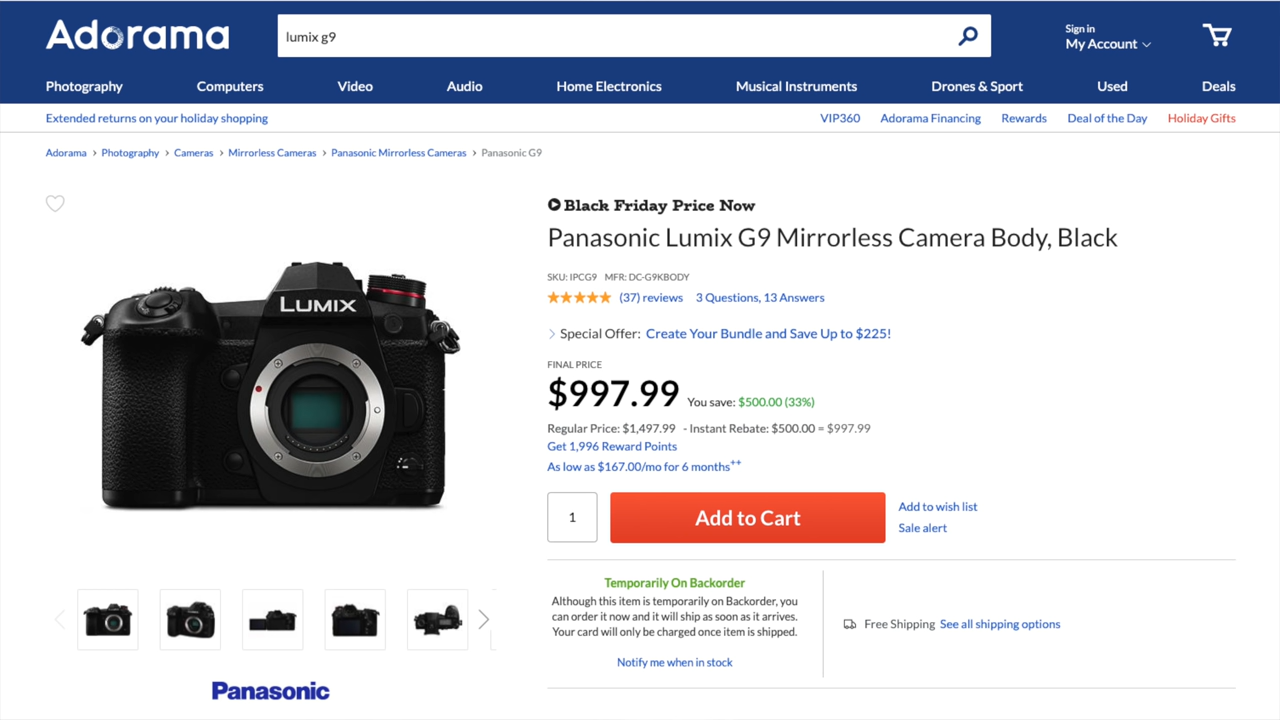 Adorama
lumix g9
Sign in
My Account
Photography
Computers
Video
Audio
Home Electronics
Musical Instruments
Drones & Sport
Used
Deals
Extended returns on your holiday shopping
VIP360
Adorama Financing
Rewards
Deal of the Day
Holiday Gifts
Adorama > Photography > Cameras > Mirrorless Cameras > Panasonic Mirrorless Cameras > Panasonic G9
Black Friday Price Now
Panasonic Lumix G9 Mirrorless Camera Body, Black
SKU: IPCG9 MFR: DC-G9KBODY
(37) reviews 3 Questions, 13 Answers
Special Offer: Create Your Bundle and Save Up to $225!
FINAL PRICE
$997.99 You save: $500.00 (33%)
Regular Price: $1,497.99 - Instant Rebate: $500.00 = $997.99
Get 1,996 Reward Points
As low as $167.00/mo for 6 months++
1
Add to Cart
Add to wish list
Sale alert
Temporarily On Backorder
Although this item is temporarily on Backorder, you
can order it now and it will ship as soon as it arrives.
Your card will only be charged once item is shipped.
Notify me when in stock
Free Shipping See all shipping options
LUMIX
Panasonic